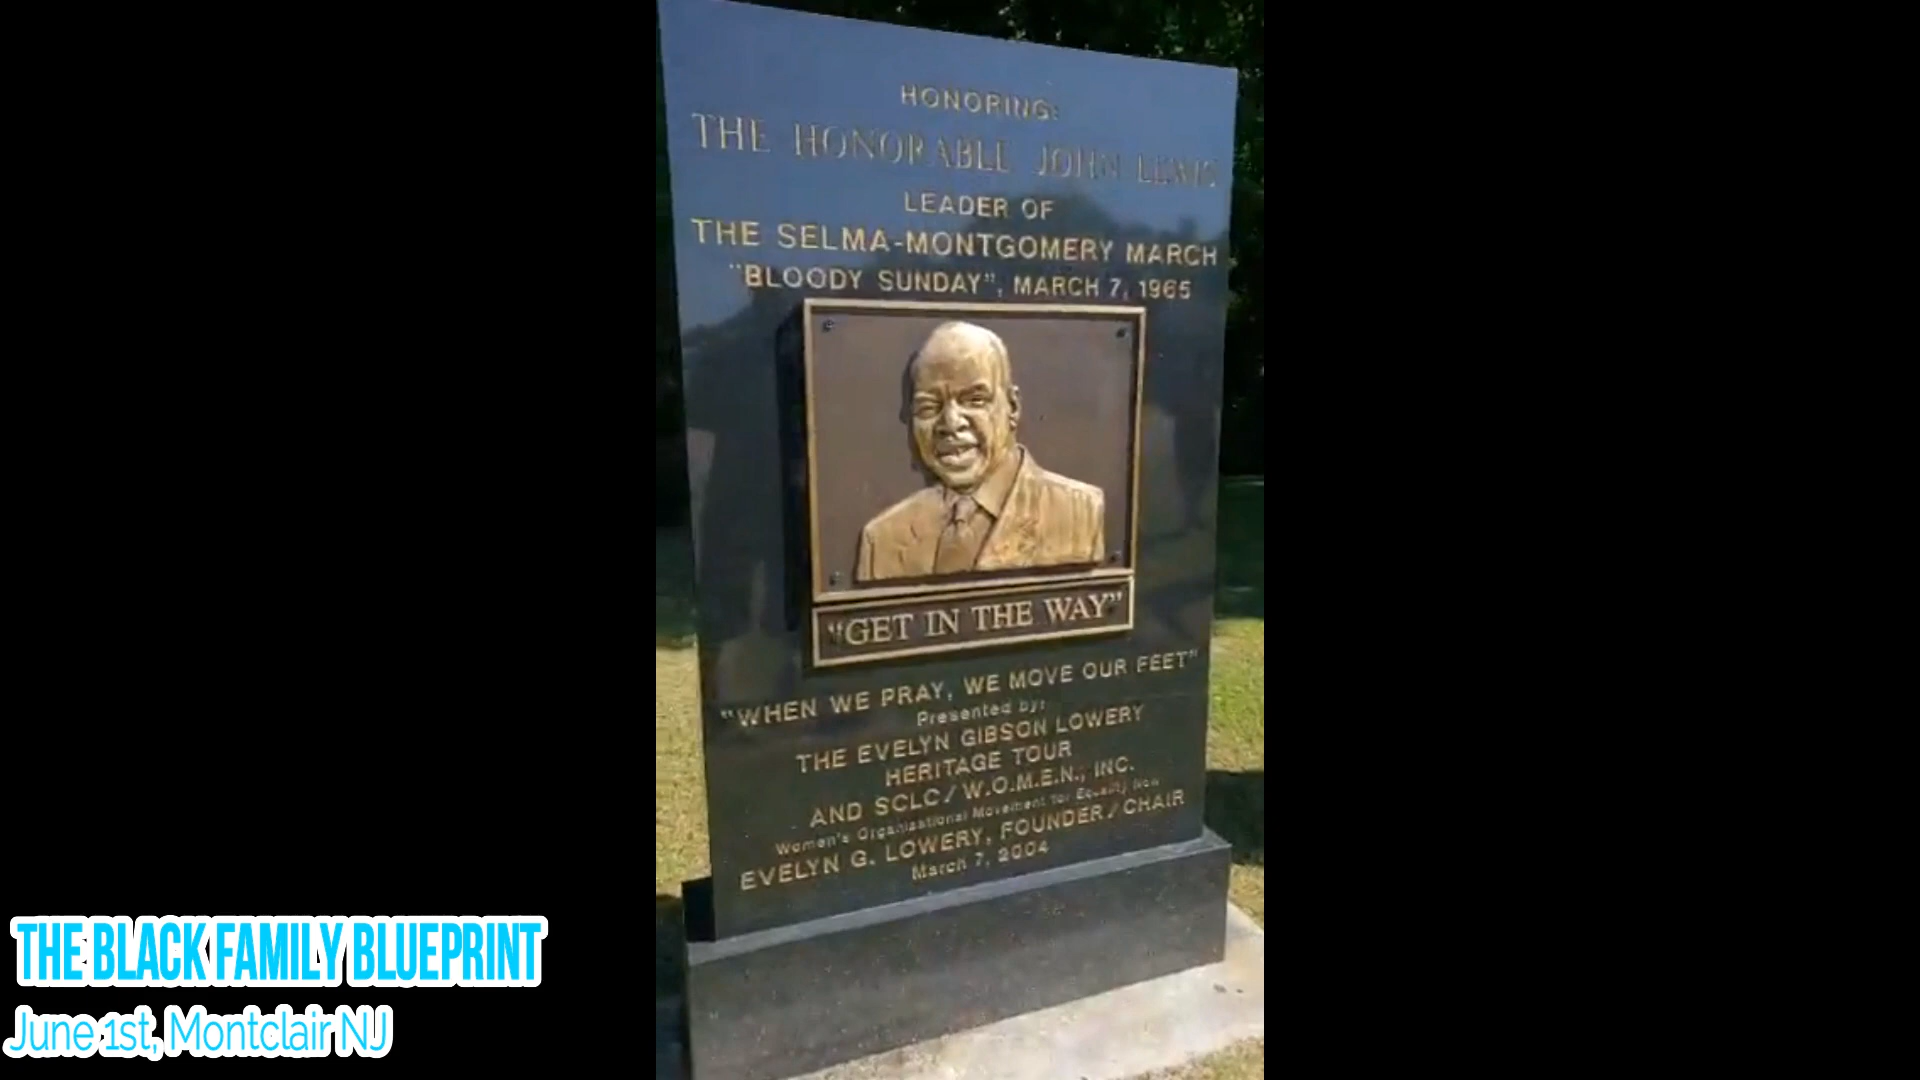 HONORING:
THE HONORABLE JOHN LEWIS
LEADER OF
THE SELMA-MONTGOMERY MARCH
"BLOODY SUNDAY", MARCH 7, 1965
"GET IN THE WAY"
"WHEN WE PRAY, WE MOVE OUR FEET"
Presented by:
THE EVELYN GIBSON LOWERY
HERITAGE TOUR
AND SCLC/W.O.M.E.N., INC.
Women's Organizational Movement for Equality Now
EVELYN G. LOWERY, FOUNDER/CHAIR
March 7, 2004
THE BLACK FAMILY BLUEPRINT
June 1st, Montclair NJ